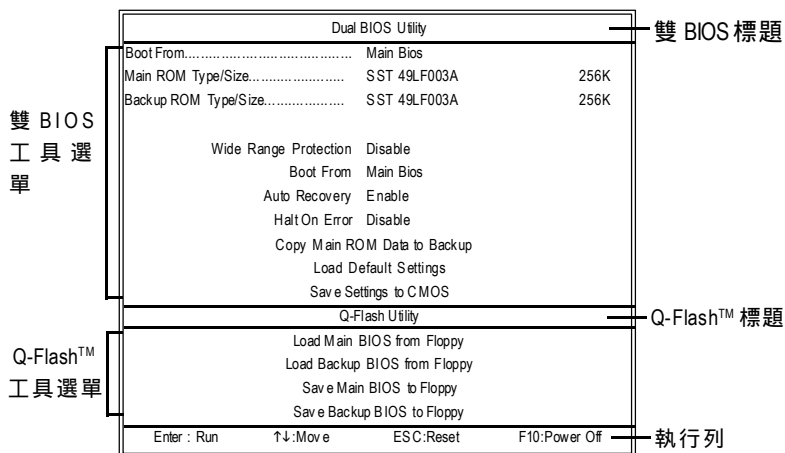 Dual BIOS Utility
雙 BIOS 標題
Boot From..................................... Main Bios
Main ROM Type/Size...................... SST 49LF003A 256K
Backup ROM Type/Size................... SST 49LF003A 256K
雙 BIOS
工具選
單
Wide Range Protection Disable
Boot From Main Bios
Auto Recovery Enable
Halt On Error Disable
Copy Main ROM Data to Backup
Load Default Settings
Save Settings to CMOS
Q-Flash Utility
Q-Flash™ 標題
Q-Flash™
工具選單
Load Main BIOS from Floppy
Load Backup BIOS from Floppy
Save Main BIOS to Floppy
Save Backup BIOS to Floppy
Enter : Run ↑↓:Move ESC:Reset F10:Power Off
執行列